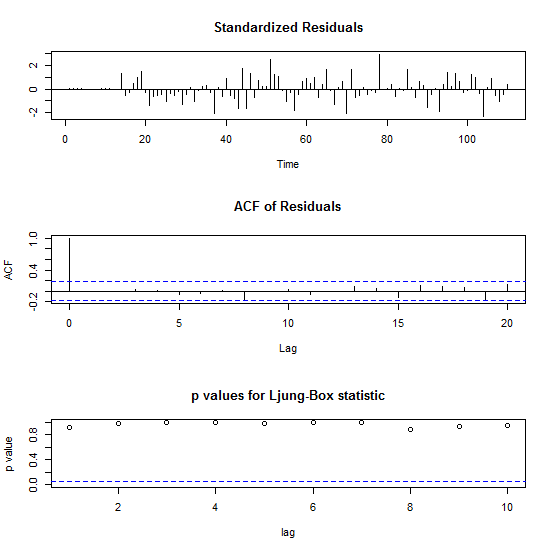 Standardized Residuals
2
0
-2
0 20 40 60 80 100
Time
ACF of Residuals
ACF
1.0
0.4
-0.2
0 5 10 15 20
Lag
p values for Ljung-Box statistic
p value
0.8
0.4
0.0
2 4 6 8 10
lag